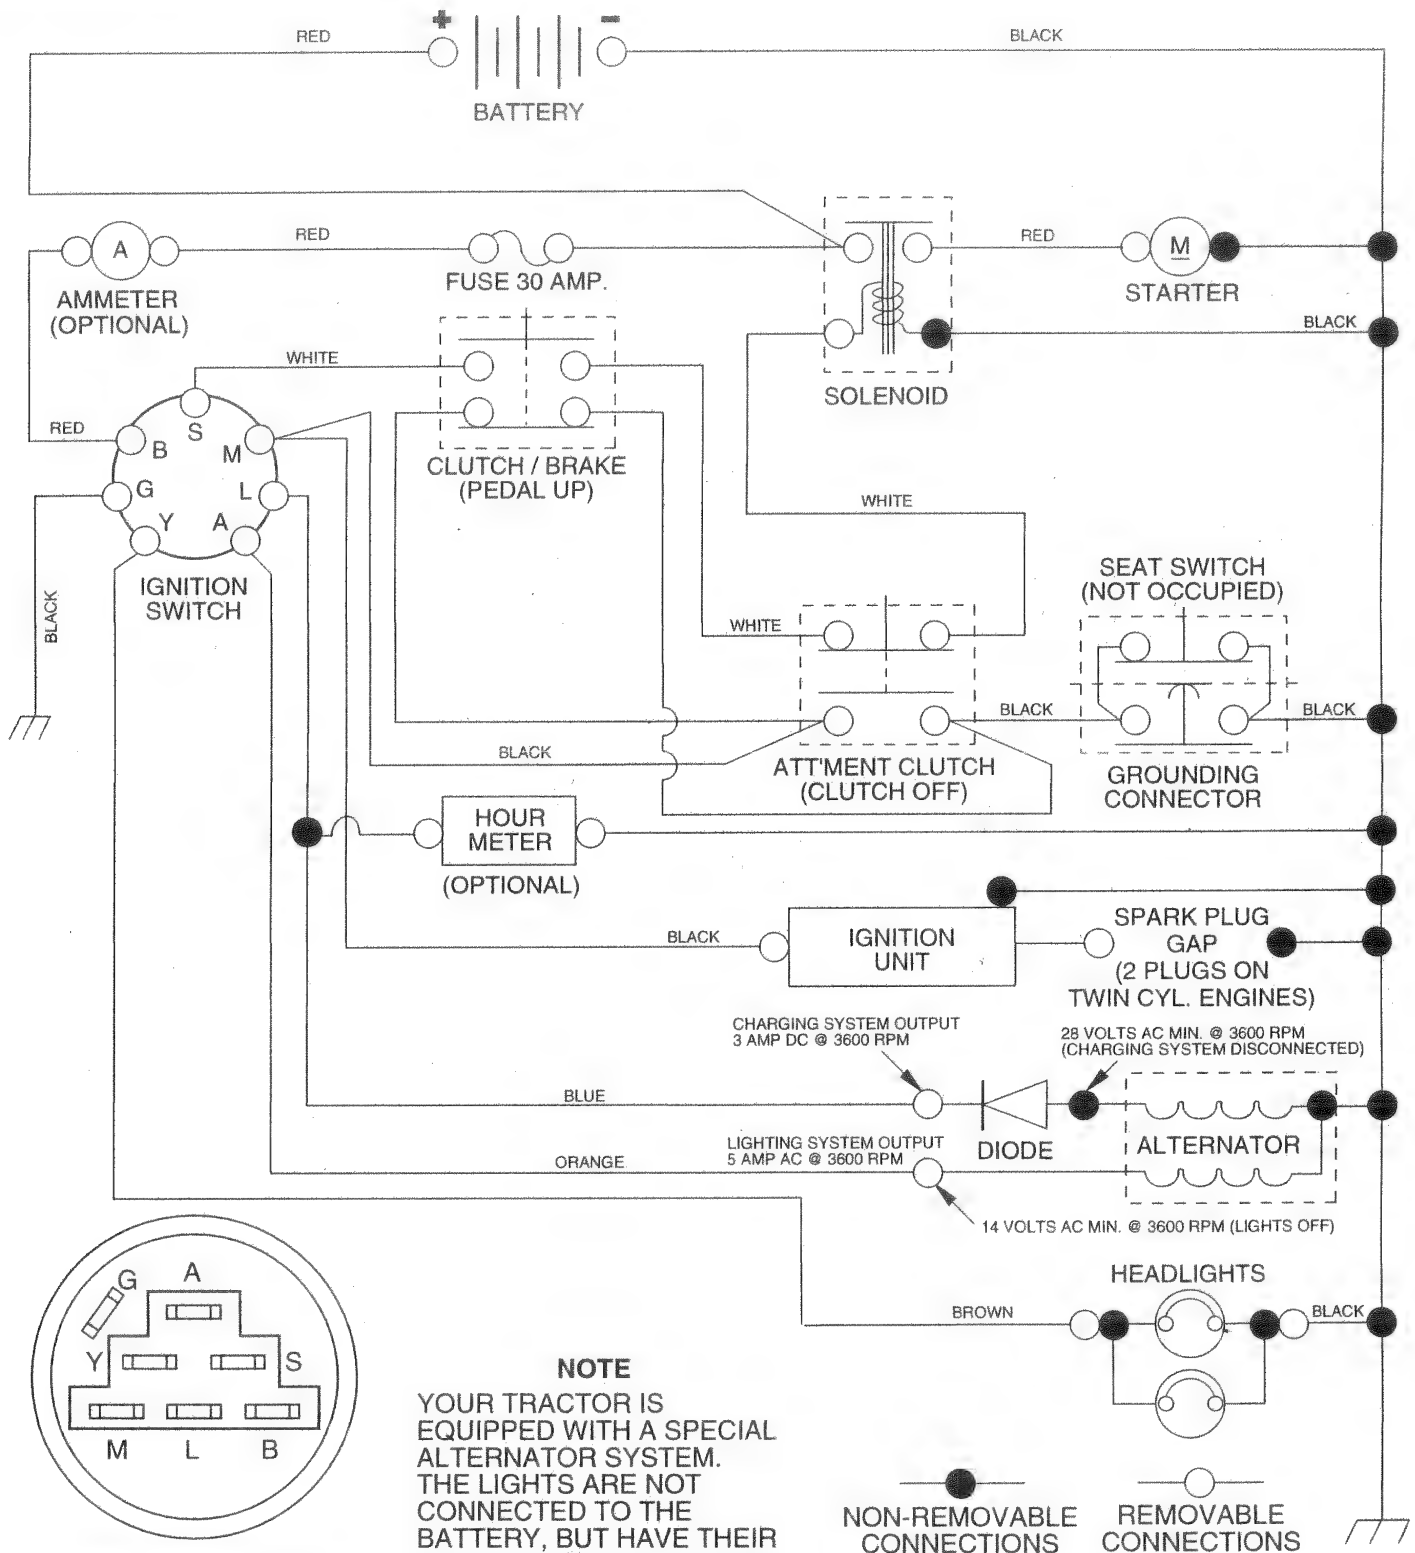 + -
RED
BLACK
BATTERY
A
RED
FUSE 30 AMP.
RED
M
STARTER
AMMETER
(OPTIONAL)
BLACK
SOLENOID
WHITE
RED
S
B
M
G
L
Y
A
CLUTCH / BRAKE
(PEDAL UP)
IGNITION
SWITCH
BLACK
WHITE
SEAT SWITCH
(NOT OCCUPIED)
WHITE
BLACK
BLACK
BLACK
ATT'MENT CLUTCH
(CLUTCH OFF)
GROUNDING
CONNECTOR
HOUR
METER
(OPTIONAL)
BLACK
IGNITION
UNIT
SPARK PLUG
GAP
(2 PLUGS ON
TWIN CYL. ENGINES)
CHARGING SYSTEM OUTPUT
3 AMP DC @ 3600 RPM
28 VOLTS AC MIN. @ 3600 RPM
(CHARGING SYSTEM DISCONNECTED)
BLUE
DIODE
ALTERNATOR
LIGHTING SYSTEM OUTPUT
5 AMP AC @ 3600 RPM
ORANGE
14 VOLTS AC MIN. @ 3600 RPM (LIGHTS OFF)
HEADLIGHTS
BROWN
BLACK
G
A
Y
S
M
L
B
NOTE
YOUR TRACTOR IS
EQUIPPED WITH A SPECIAL
ALTERNATOR SYSTEM.
THE LIGHTS ARE NOT
CONNECTED TO THE
BATTERY, BUT HAVE THEIR
NON-REMOVABLE
CONNECTIONS
REMOVABLE
CONNECTIONS